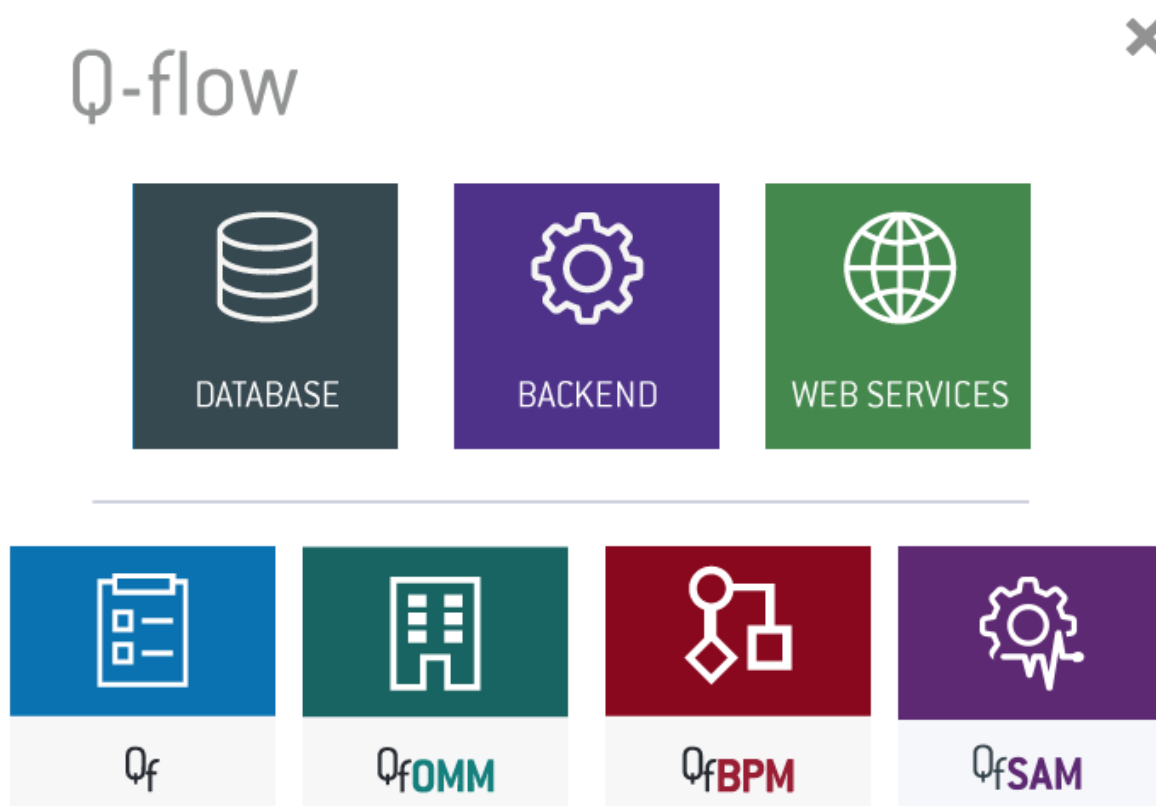 Q-flow
DATABASE
BACKEND
WEB SERVICES
Qf
QfOMM
QfBPM
QfSAM